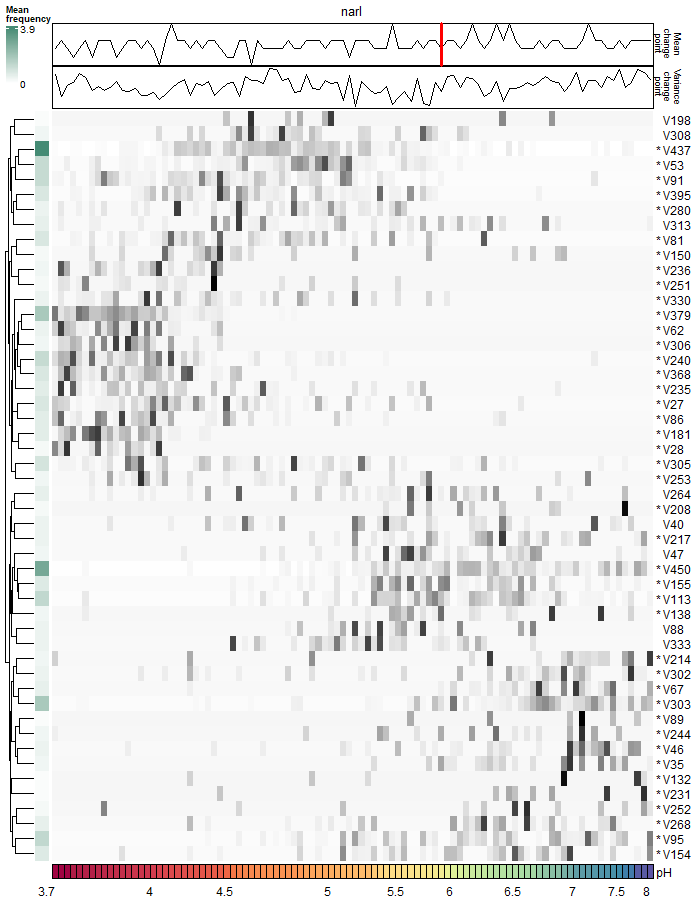 narl
Mean
frequency
3.9
0
Mean
change
point
Variance
change
point
V198
V308
* V437
* V53
* V91
* V395
* V280
V313
* V81
* V150
* V236
* V251
* V330
* V379
* V62
* V306
* V240
* V368
* V235
* V27
* V86
* V181
* V28
* V305
* V253
V264
* V208
V40
* V217
V47
* V450
* V155
* V113
* V138
V88
V333
* V214
* V302
* V67
* V303
* V89
* V244
* V46
* V35
* V132
* V231
* V252
* V268
* V95
* V154
pH
3.7 4 4.5 5 5.5 6 6.5 7 7.5 8